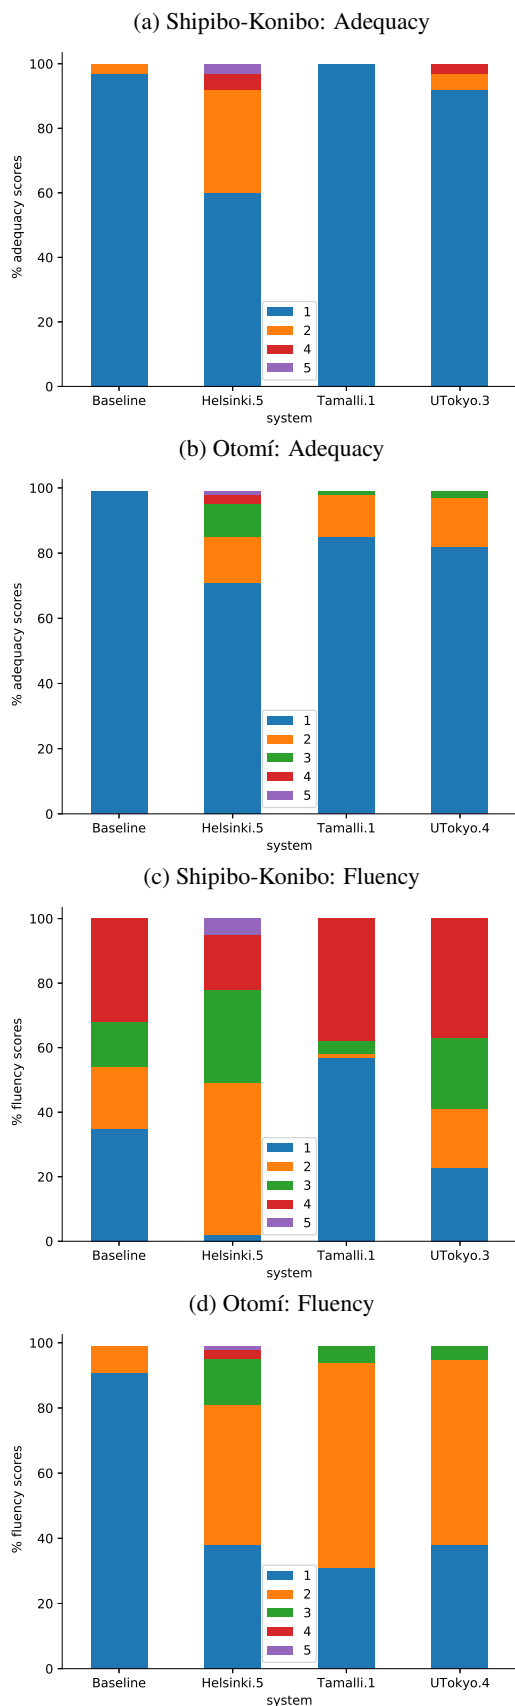 (a) Shipibo-Konibo: Adequacy
100
80
60
40
20
0
% adequacy scores
1
2
4
5
Baseline Helsinki.5 Tamalli.1 UTokyo.3
system
(b) Otomí: Adequacy
100
80
60
40
20
0
% adequacy scores
1
2
3
4
5
Baseline Helsinki.5 Tamalli.1 UTokyo.4
system
(c) Shipibo-Konibo: Fluency
100
80
60
40
20
0
% fluency scores
1
2
3
4
5
Baseline Helsinki.5 Tamalli.1 UTokyo.3
system
(d) Otomí: Fluency
100
80
60
40
20
0
% fluency scores
1
2
3
4
5
Baseline Helsinki.5 Tamalli.1 UTokyo.4
system